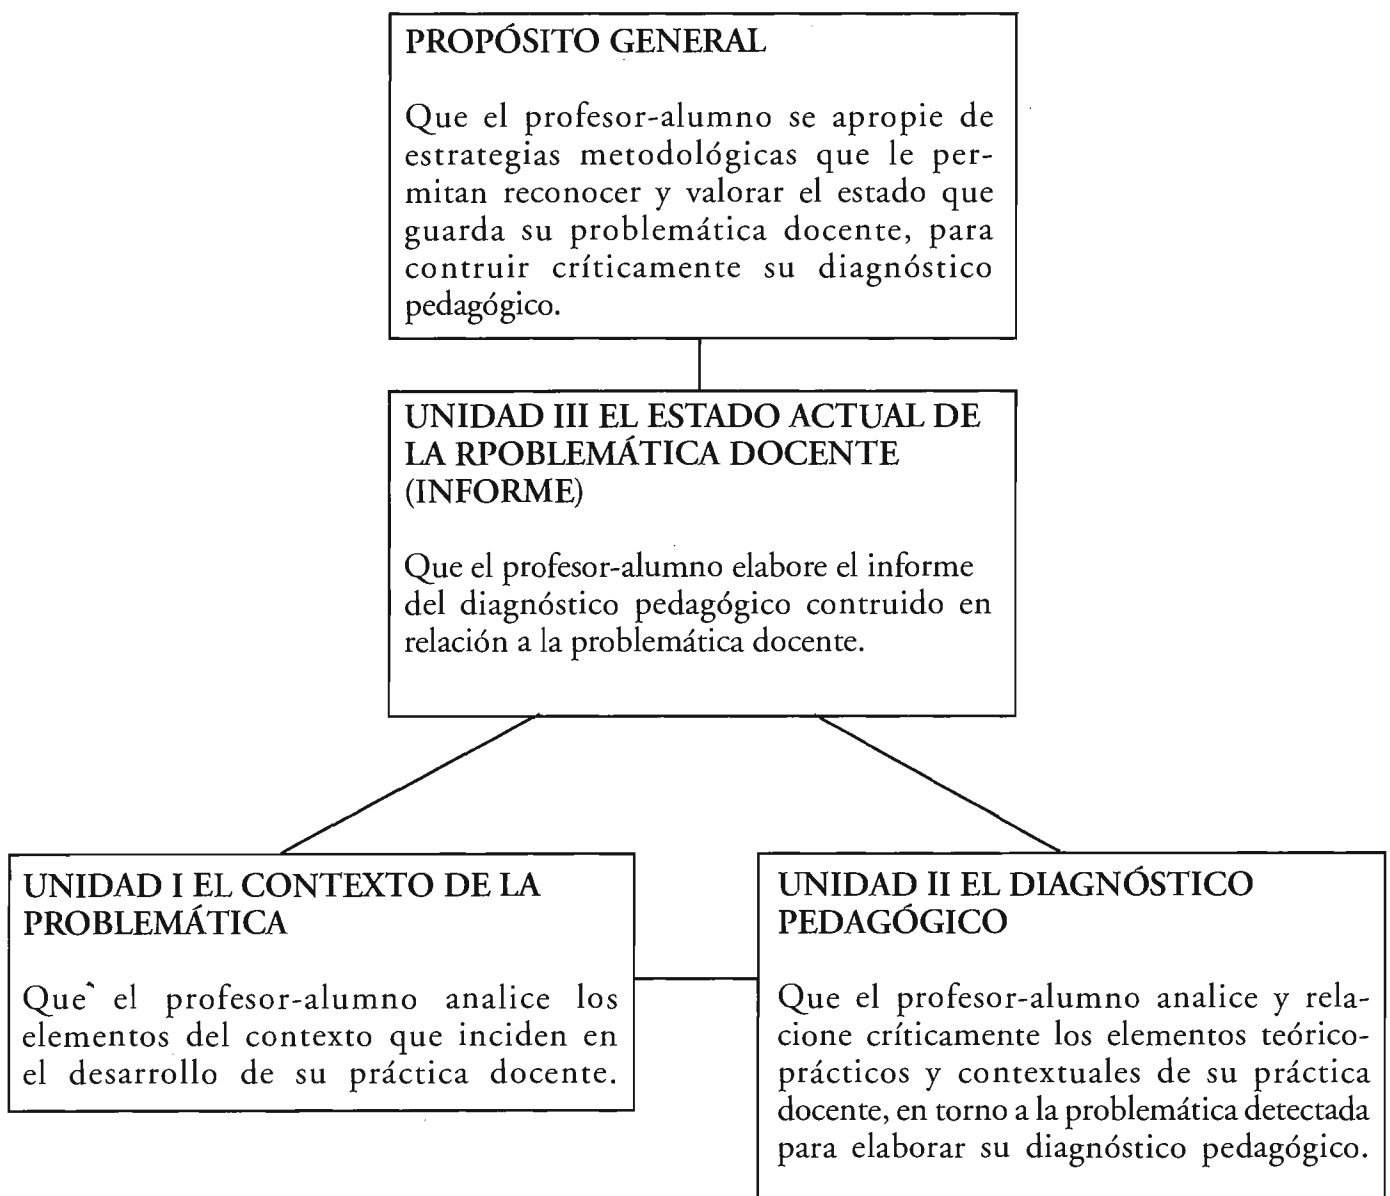 PROPÓSITO GENERAL
Que el profesor-alumno se apropie de
estrategias metodológicas que le per-
mitan reconocer y valorar el estado que
guarda su problemática docente, para
contruir críticamente su diagnóstico
pedagógico.
UNIDAD III EL ESTADO ACTUAL DE
LA RPOBLEMÁTICA DOCENTE
(INFORME)
Que el profesor-alumno elabore el informe
del diagnóstico pedagógico contruido en
relación a la problemática docente.
UNIDAD I EL CONTEXTO DE LA
PROBLEMÁTICA
Que el profesor-alumno analice los
elementos del contexto que inciden en
el desarrollo de su práctica docente.
UNIDAD II EL DIAGNÓSTICO
PEDAGÓGICO
Que el profesor-alumno analice y rela-
cione críticamente los elementos teórico-
prácticos y contextuales de su práctica
docente, en torno a la problemática detectada
para elaborar su diagnóstico pedagógico.